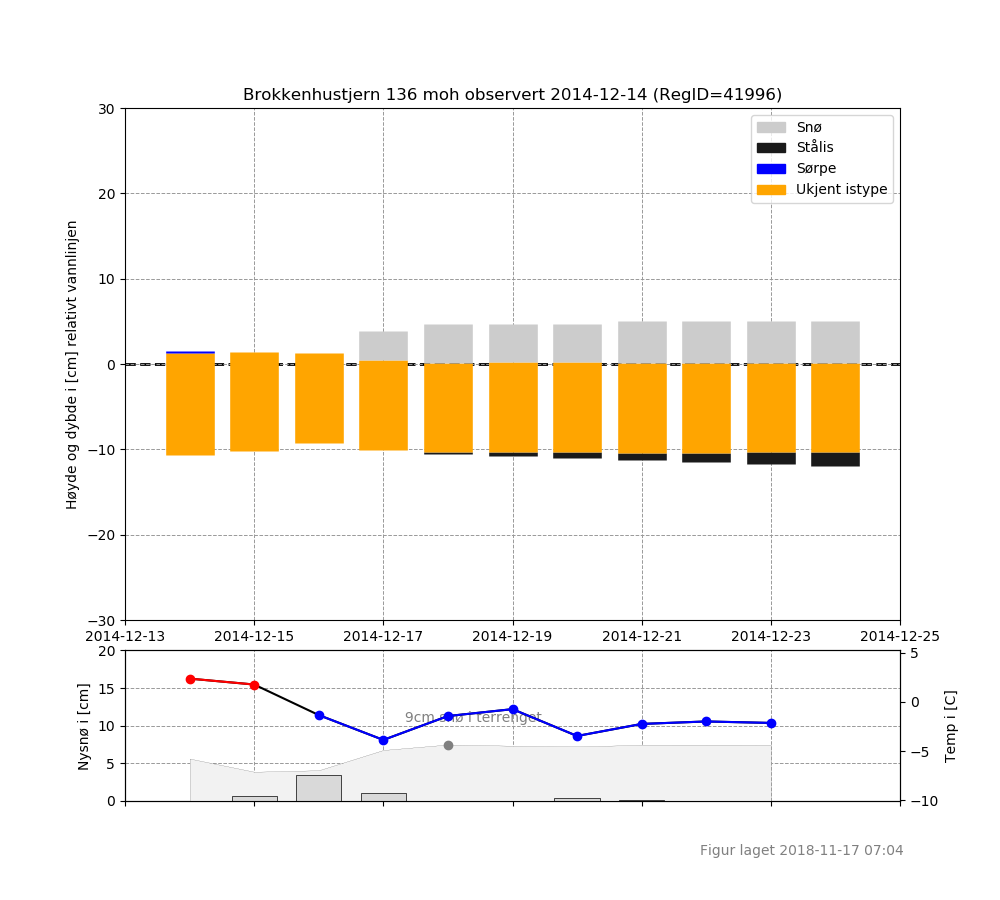 Brokkenhustjern 136 moh observert 2014-12-14 (RegID=41996)
Høyde og dybde i [cm] relativt vannlinjen
30
20
10
0
−10
−20
−30
Snø
Stålis
Sørpe
Ukjent istype
2014-12-13 2014-12-15 2014-12-17 2014-12-19 2014-12-21 2014-12-23 2014-12-25
Nysnø i [cm]
20
15
10
5
0
9cm snø i terrenget
5
0
−5
−10
Temp i [C]
Figur laget 2018-11-17 07:04